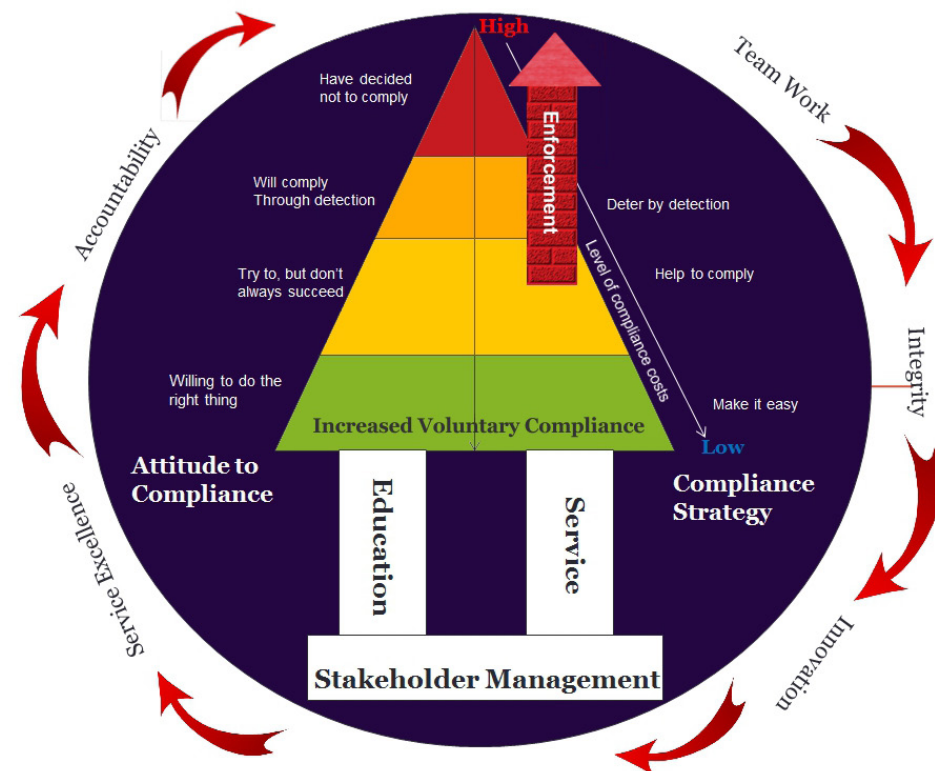 High
Have decided
not to comply
Will comply
Through detection
Try to, but don't
always succeed
Willing to do the
right thing
Attitude to
Compliance
Enforcement
Level of compliance costs
Deter by detection
Help to comply
Make it easy
Low
Compliance
Strategy
Increased Voluntary Compliance
Education
Service
Stakeholder Management
Team Work
Integrity
Innovation
Service Excellence
Accountability